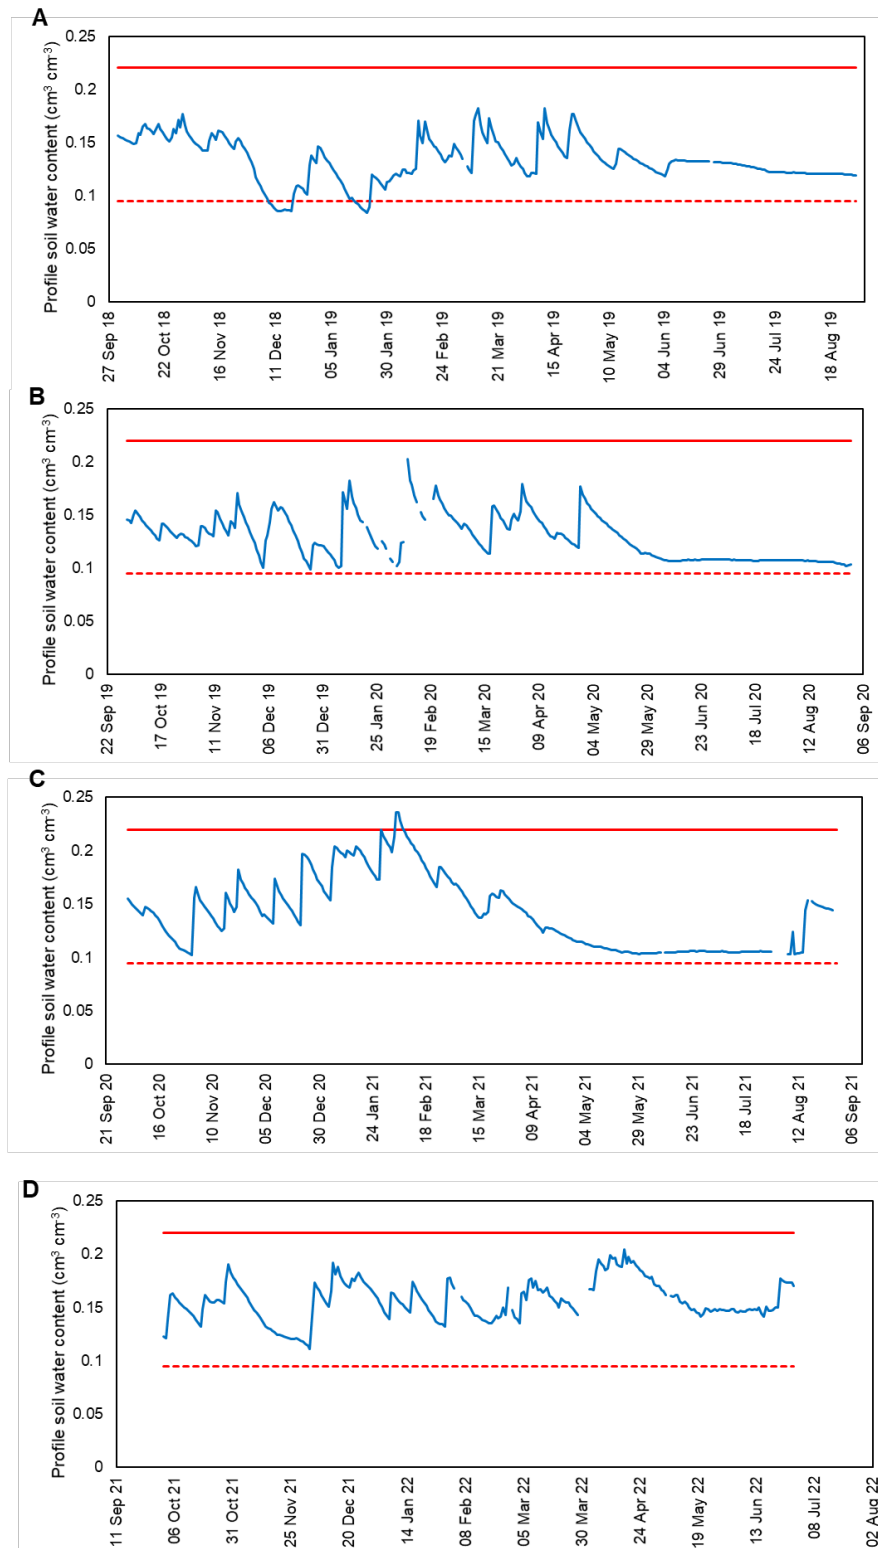 A
Profile soil water content (cm³ cm⁻³)
0.25
0.2
0.15
0.1
0.05
0
27 Sep 18
22 Oct 18
16 Nov 18
11 Dec 18
05 Jan 19
30 Jan 19
24 Feb 19
21 Mar 19
15 Apr 19
10 May 19
04 Jun 19
29 Jun 19
24 Jul 19
18 Aug 19
B
Profile soil water content (cm³ cm⁻³)
0.25
0.2
0.15
0.1
0.05
0
22 Sep 19
17 Oct 19
11 Nov 19
06 Dec 19
31 Dec 19
25 Jan 20
19 Feb 20
15 Mar 20
09 Apr 20
04 May 20
29 May 20
23 Jun 20
18 Jul 20
12 Aug 20
06 Sep 20
C
Profile soil water content (cm³ cm⁻³)
0.25
0.2
0.15
0.1
0.05
0
21 Sep 20
16 Oct 20
10 Nov 20
05 Dec 20
30 Dec 20
24 Jan 21
18 Feb 21
15 Mar 21
09 Apr 21
04 May 21
29 May 21
23 Jun 21
18 Jul 21
12 Aug 21
06 Sep 21
D
Profile soil water content (cm³ cm⁻³)
0.25
0.2
0.15
0.1
0.05
0
11 Sep 21
06 Oct 21
31 Oct 21
25 Nov 21
20 Dec 21
14 Jan 22
08 Feb 22
05 Mar 22
30 Mar 22
24 Apr 22
19 May 22
13 Jun 22
08 Jul 22
02 Aug 22